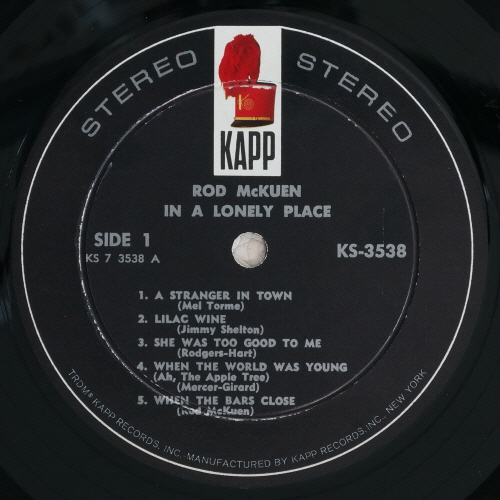 STEREO
STEREO
KAPP
ROD McKUEN
IN A LONELY PLACE
SIDE 1
KS 7 3538 A
KS-3538
1. A STRANGER IN TOWN
(Mel Torme)
2. LILAC WINE
(Jimmy Shelton)
3. SHE WAS TOO GOOD TO ME
(Rodgers-Hart)
4. WHEN THE WORLD WAS YOUNG
(Ah, The Apple Tree)
(Mercer-Girard)
5. WHEN THE BARS CLOSE
(Rod McKuen)
TRDM® KAPP RECORDS, INC. MANUFACTURED BY KAPP RECORDS, INC., NEW YORK